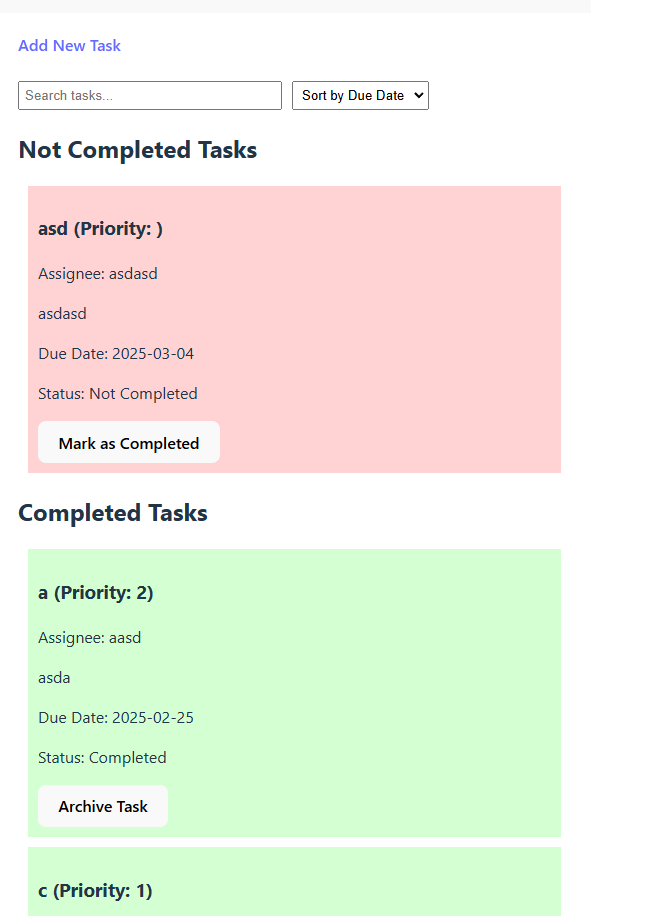 Add New Task
Search tasks...
Sort by Due Date
Not Completed Tasks
asd (Priority: )
Assignee: asdasd
asdasd
Due Date: 2025-03-04
Status: Not Completed
Mark as Completed
Completed Tasks
a (Priority: 2)
Assignee: aasd
asda
Due Date: 2025-02-25
Status: Completed
Archive Task
c (Priority: 1)